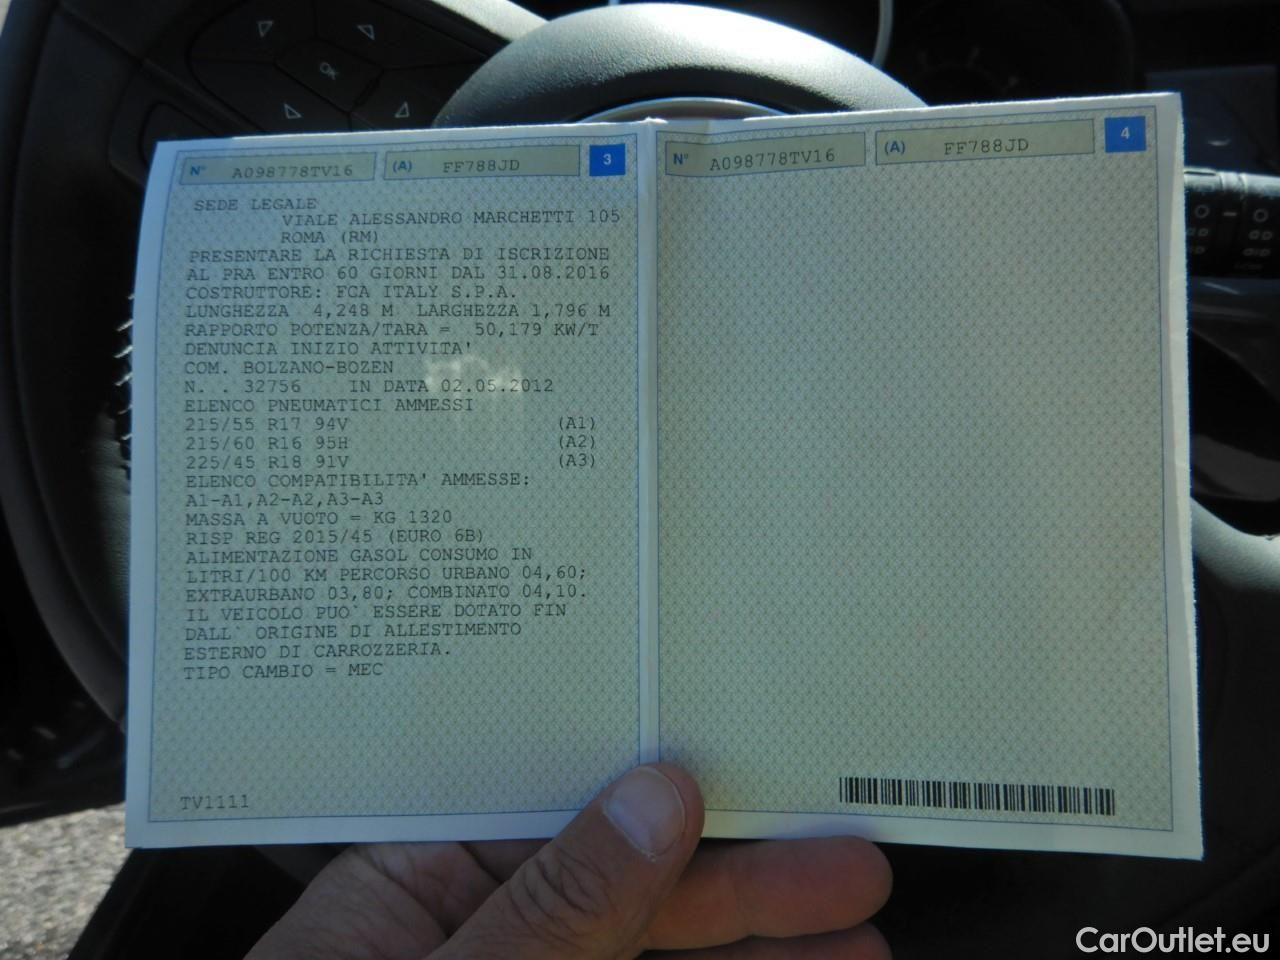 OK
N° A098778TV16 (A) FF788JD 3
SEDE LEGALE
VIALE ALESSANDRO MARCHETTI 105
ROMA (RM)
PRESENTARE LA RICHIESTA DI ISCRIZIONE
AL PRA ENTRO 60 GIORNI DAL 31.08.2016
COSTRUTTORE: FCA ITALY S.P.A.
LUNGHEZZA 4,248 M LARGHEZZA 1,796 M
RAPPORTO POTENZA/TARA = 50,179 KW/T
DENUNCIA INIZIO ATTIVITA'
COM. BOLZANO-BOZEN
N. . 32756 IN DATA 02.05.2012
ELENCO PNEUMATICI AMMESSI
215/55 R17 94V (A1)
215/60 R16 95H (A2)
225/45 R18 91V (A3)
ELENCO COMPATIBILITA' AMMESSE:
A1-A1,A2-A2,A3-A3
MASSA A VUOTO = KG 1320
RISP REG 2015/45 (EURO 6B)
ALIMENTAZIONE GASOL CONSUMO IN
LITRI/100 KM PERCORSO URBANO 04,60;
EXTRAURBANO 03,80; COMBINATO 04,10.
IL VEICOLO PUO` ESSERE DOTATO FIN
DALL` ORIGINE DI ALLESTIMENTO
ESTERNO DI CARROZZERIA.
TIPO CAMBIO = MEC
TV1111
N° A098778TV16 (A) FF788JD 4
CarOutlet.eu